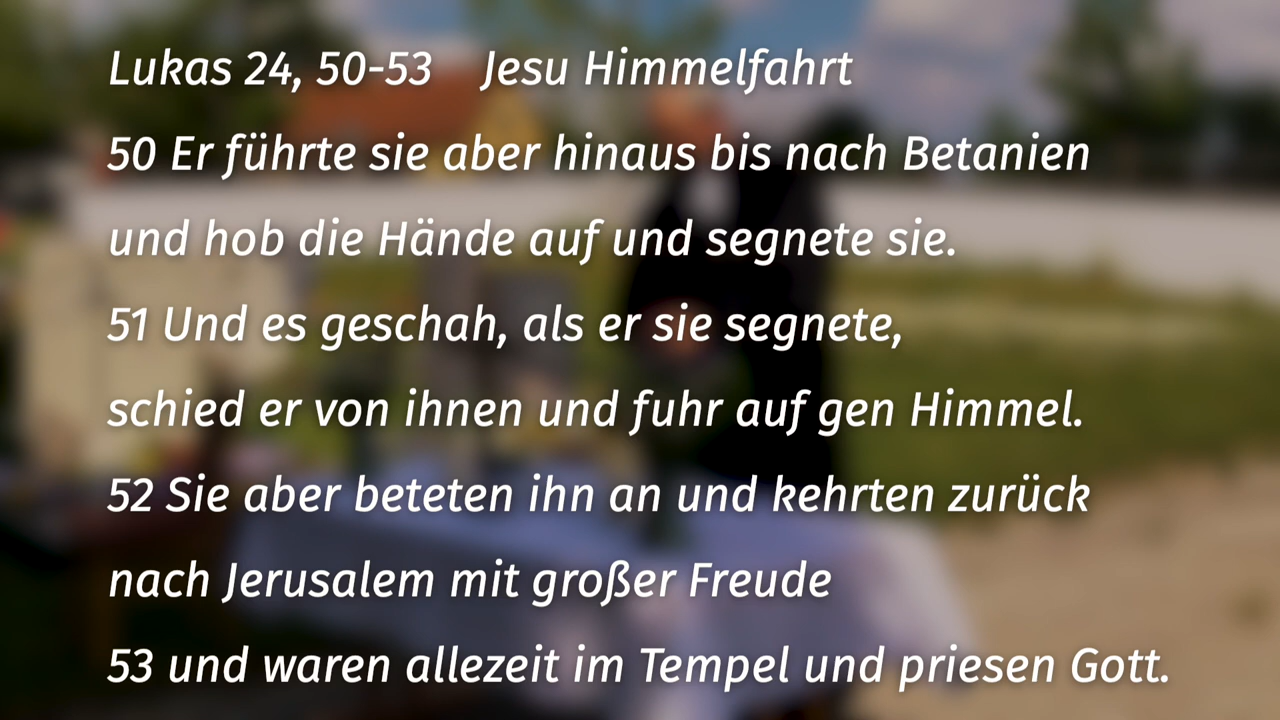 Lukas 24, 50-53 Jesu Himmelfahrt
50 Er führte sie aber hinaus bis nach Betanien
und hob die Hände auf und segnete sie.
51 Und es geschah, als er sie segnete,
schied er von ihnen und fuhr auf gen Himmel.
52 Sie aber beteten ihn an und kehrten zurück
nach Jerusalem mit großer Freude
53 und waren allezeit im Tempel und priesen Gott.